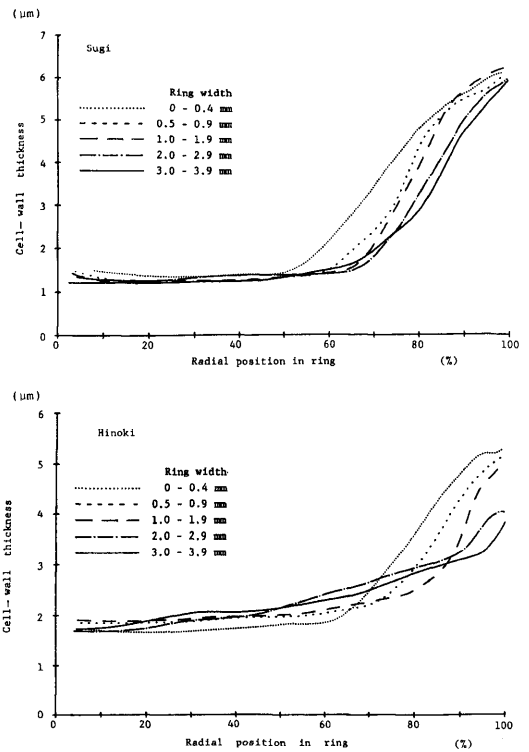 (μm)
7
Sugi
6
Ring width
0 - 0.4 mm
5
0.5 - 0.9 mm
1.0 - 1.9 mm
2.0 - 2.9 mm
4
3.0 - 3.9 mm
3
2
1
0
Cell-wall thickness
0 20 40 60 80 100
Radial position in ring (%)
(μm)
6
Hinoki
Ring width
5
0 - 0.4 mm
0.5 - 0.9 mm
4
1.0 - 1.9 mm
2.0 - 2.9 mm
3.0 - 3.9 mm
3
2
1
0
Cell-wall thickness
0 20 40 60 80 100
Radial position in ring (%)